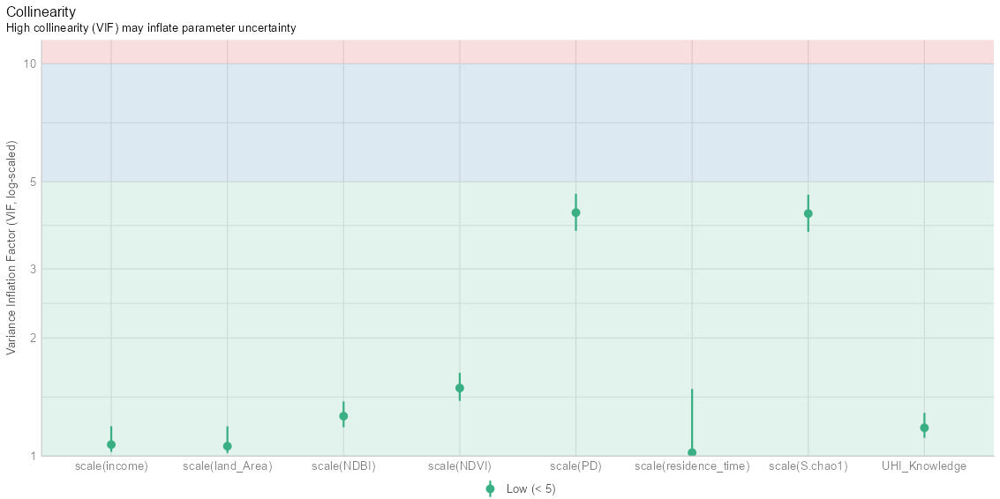 Collinearity
High collinearity (VIF) may inflate parameter uncertainty
Variance Inflation Factor (VIF, log-scaled)
10
5
3
2
1
scale(income) scale(land_Area) scale(NDBI) scale(NDVI) scale(PD) scale(residence_time) scale(S.chao1) UHI_Knowledge
Low (< 5)